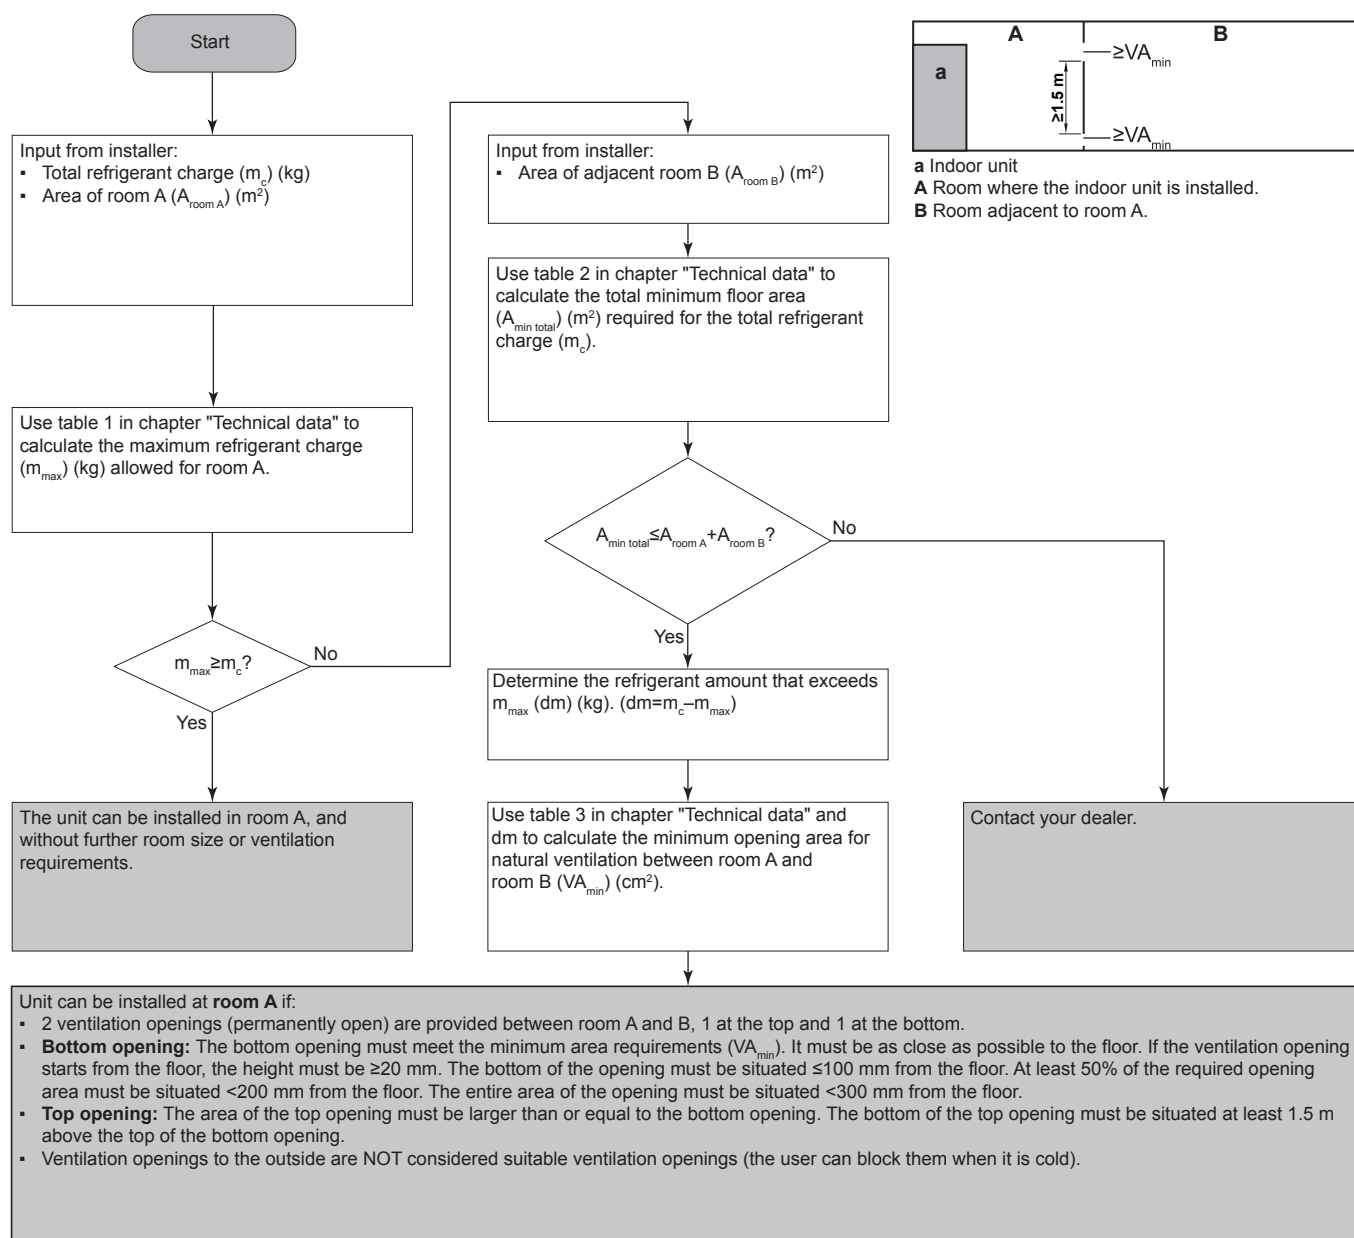 Start
Input from installer:
▪ Total refrigerant charge (mc) (kg)
▪ Area of room A (Aroom A) (m²)
Use table 1 in chapter "Technical data" to
calculate the maximum refrigerant charge
(mmax) (kg) allowed for room A.
mmax≥mc?
No
Yes
The unit can be installed in room A, and
without further room size or ventilation
requirements.
Input from installer:
▪ Area of adjacent room B (Aroom B) (m²)
Use table 2 in chapter "Technical data" to
calculate the total minimum floor area
(Amin total) (m²) required for the total refrigerant
charge (mc).
Amin total≤Aroom A+Aroom B?
No
Yes
Determine the refrigerant amount that exceeds
mmax (dm) (kg). (dm=mc–mmax)
Use table 3 in chapter "Technical data" and
dm to calculate the minimum opening area for
natural ventilation between room A and
room B (VAmin) (cm²).
Contact your dealer.
A
B
a
≥VAmin
≥1.5 m
≥VAmin
a Indoor unit
A Room where the indoor unit is installed.
B Room adjacent to room A.
Unit can be installed at room A if:
▪ 2 ventilation openings (permanently open) are provided between room A and B, 1 at the top and 1 at the bottom.
▪ Bottom opening: The bottom opening must meet the minimum area requirements (VAmin). It must be as close as possible to the floor. If the ventilation opening
starts from the floor, the height must be ≥20 mm. The bottom of the opening must be situated ≤100 mm from the floor. At least 50% of the required opening
area must be situated <200 mm from the floor. The entire area of the opening must be situated <300 mm from the floor.
▪ Top opening: The area of the top opening must be larger than or equal to the bottom opening. The bottom of the top opening must be situated at least 1.5 m
above the top of the bottom opening.
▪ Ventilation openings to the outside are NOT considered suitable ventilation openings (the user can block them when it is cold).